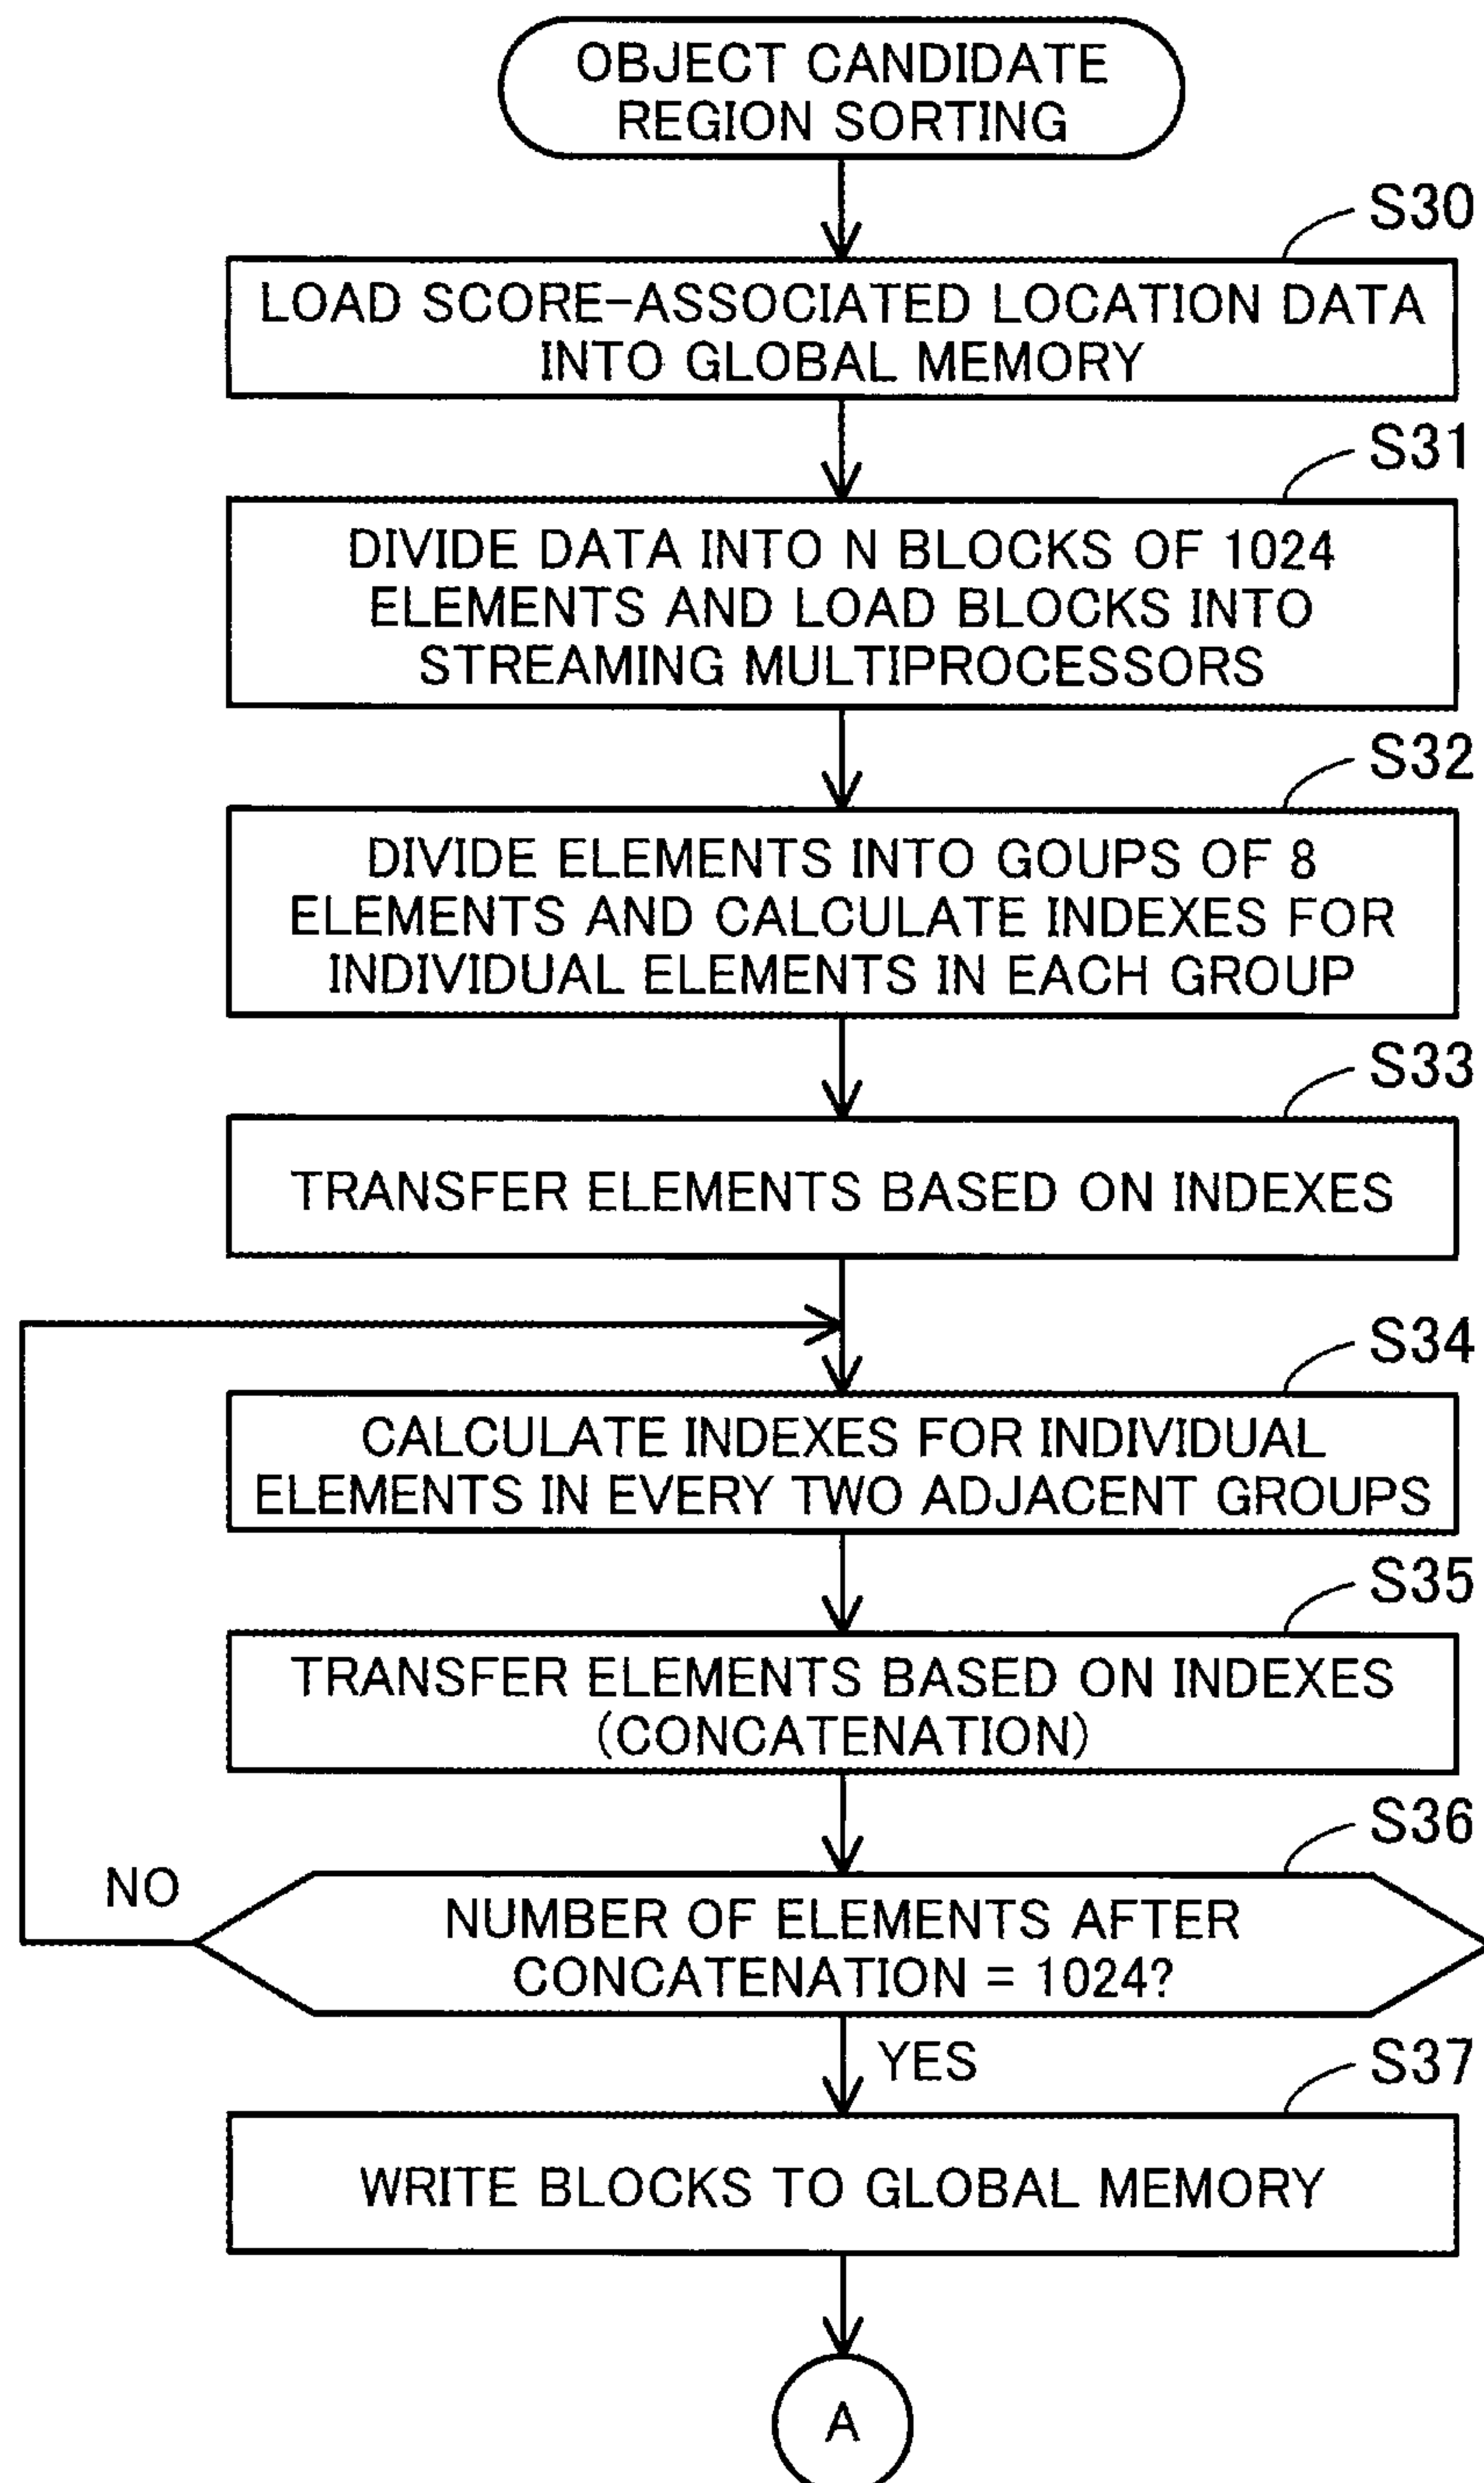 OBJECT CANDIDATE
REGION SORTING
S30
LOAD SCORE-ASSOCIATED LOCATION DATA
INTO GLOBAL MEMORY
S31
DIVIDE DATA INTO N BLOCKS OF 1024
ELEMENTS AND LOAD BLOCKS INTO
STREAMING MULTIPROCESSORS
S32
DIVIDE ELEMENTS INTO GOUPS OF 8
ELEMENTS AND CALCULATE INDEXES FOR
INDIVIDUAL ELEMENTS IN EACH GROUP
S33
TRANSFER ELEMENTS BASED ON INDEXES
S34
CALCULATE INDEXES FOR INDIVIDUAL
ELEMENTS IN EVERY TWO ADJACENT GROUPS
S35
TRANSFER ELEMENTS BASED ON INDEXES
(CONCATENATION)
S36
NO
NUMBER OF ELEMENTS AFTER
CONCATENATION = 1024?
YES
S37
WRITE BLOCKS TO GLOBAL MEMORY
A